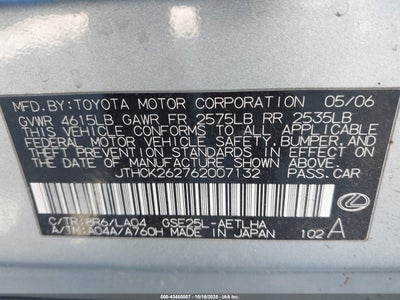 MFD.BY:TOYOTA MOTOR CORPORATION 05/06
GVWR 4615LB GAWR FR 2575LB RR 2535LB
THIS VEHICLE CONFORMS TO ALL APPLICABLE
FEDERAL MOTOR VEHICLE SAFETY, BUMPER, AND
THEFT PREVENTION STANDARDS IN EFFECT ON
THE DATE OF MANUFACTURE SHOWN ABOVE.
JTHCK262762007132 PASS.CAR
C/TR:8R6/LA04 GSE25L-AETLHA
A/TM:A04A/A760H MADE IN JAPAN 102 A
000-43460007 - 10/16/2025 - iaai.com